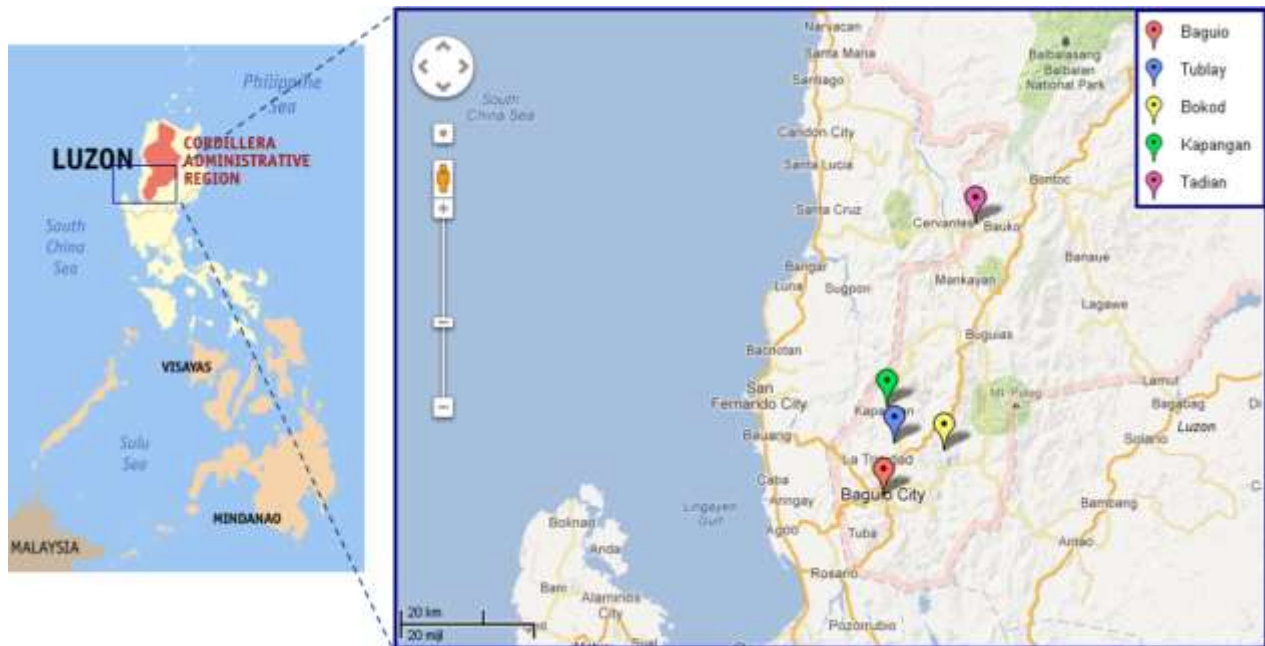 Philippine
Sea
LUZON
CORDILLERA
ADMINISTRATIVE
REGION
South
China
Sea
VISAYAS
Sulu
Sea
MINDANAO
MALAYSIA
Narvacan
Santa Maria
Santiago
South
China Sea
Candon City
Santa Lucia
Santa Cruz
Cervantes
Bauko
Bontoc
Balbalasang
Balbalan
National Park
Banaue
Bangar
Luna
Sugpon
Mankayan
Lagawe
Buguias
Bacnotan
San
Fernando City
Kapangan
Mt Pulog
Lamut
Bagabag
Di
Luzon
Solano
Bauang
La Trinidad
Caba
Baguio City
Aringay
Lingayen
Gulf
Agoo
Tuba
Bambang
Aritao
Rosario
Pozorrubio
Anda
Bani
Alaminos
City
20 km
20 mijl
Baguio
Tublay
Bokod
Kapangan
Tadian